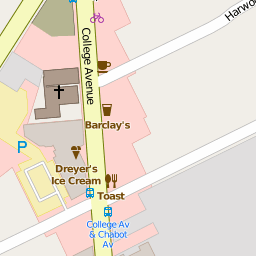 Harwo
College Avenue
Barclay's
P
Dreyer's
Ice Cream
Toast
College Av
& Chabot
Av